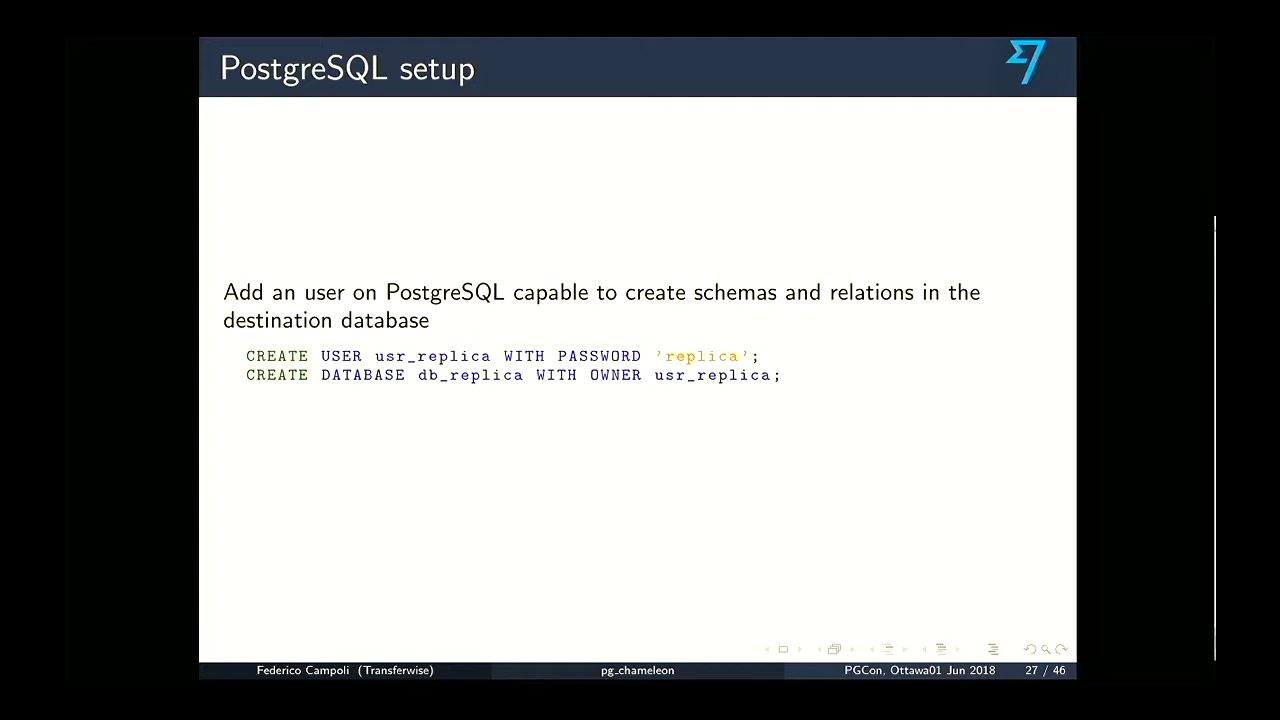 PostgreSQL setup
Add an user on PostgreSQL capable to create schemas and relations in the
destination database
CREATE USER usr_replica WITH PASSWORD 'replica';
CREATE DATABASE db_replica WITH OWNER usr_replica;
Federico Campoli (Transferwise) pg_chameleon PGCon, Ottawa01 Jun 2018 27 / 46